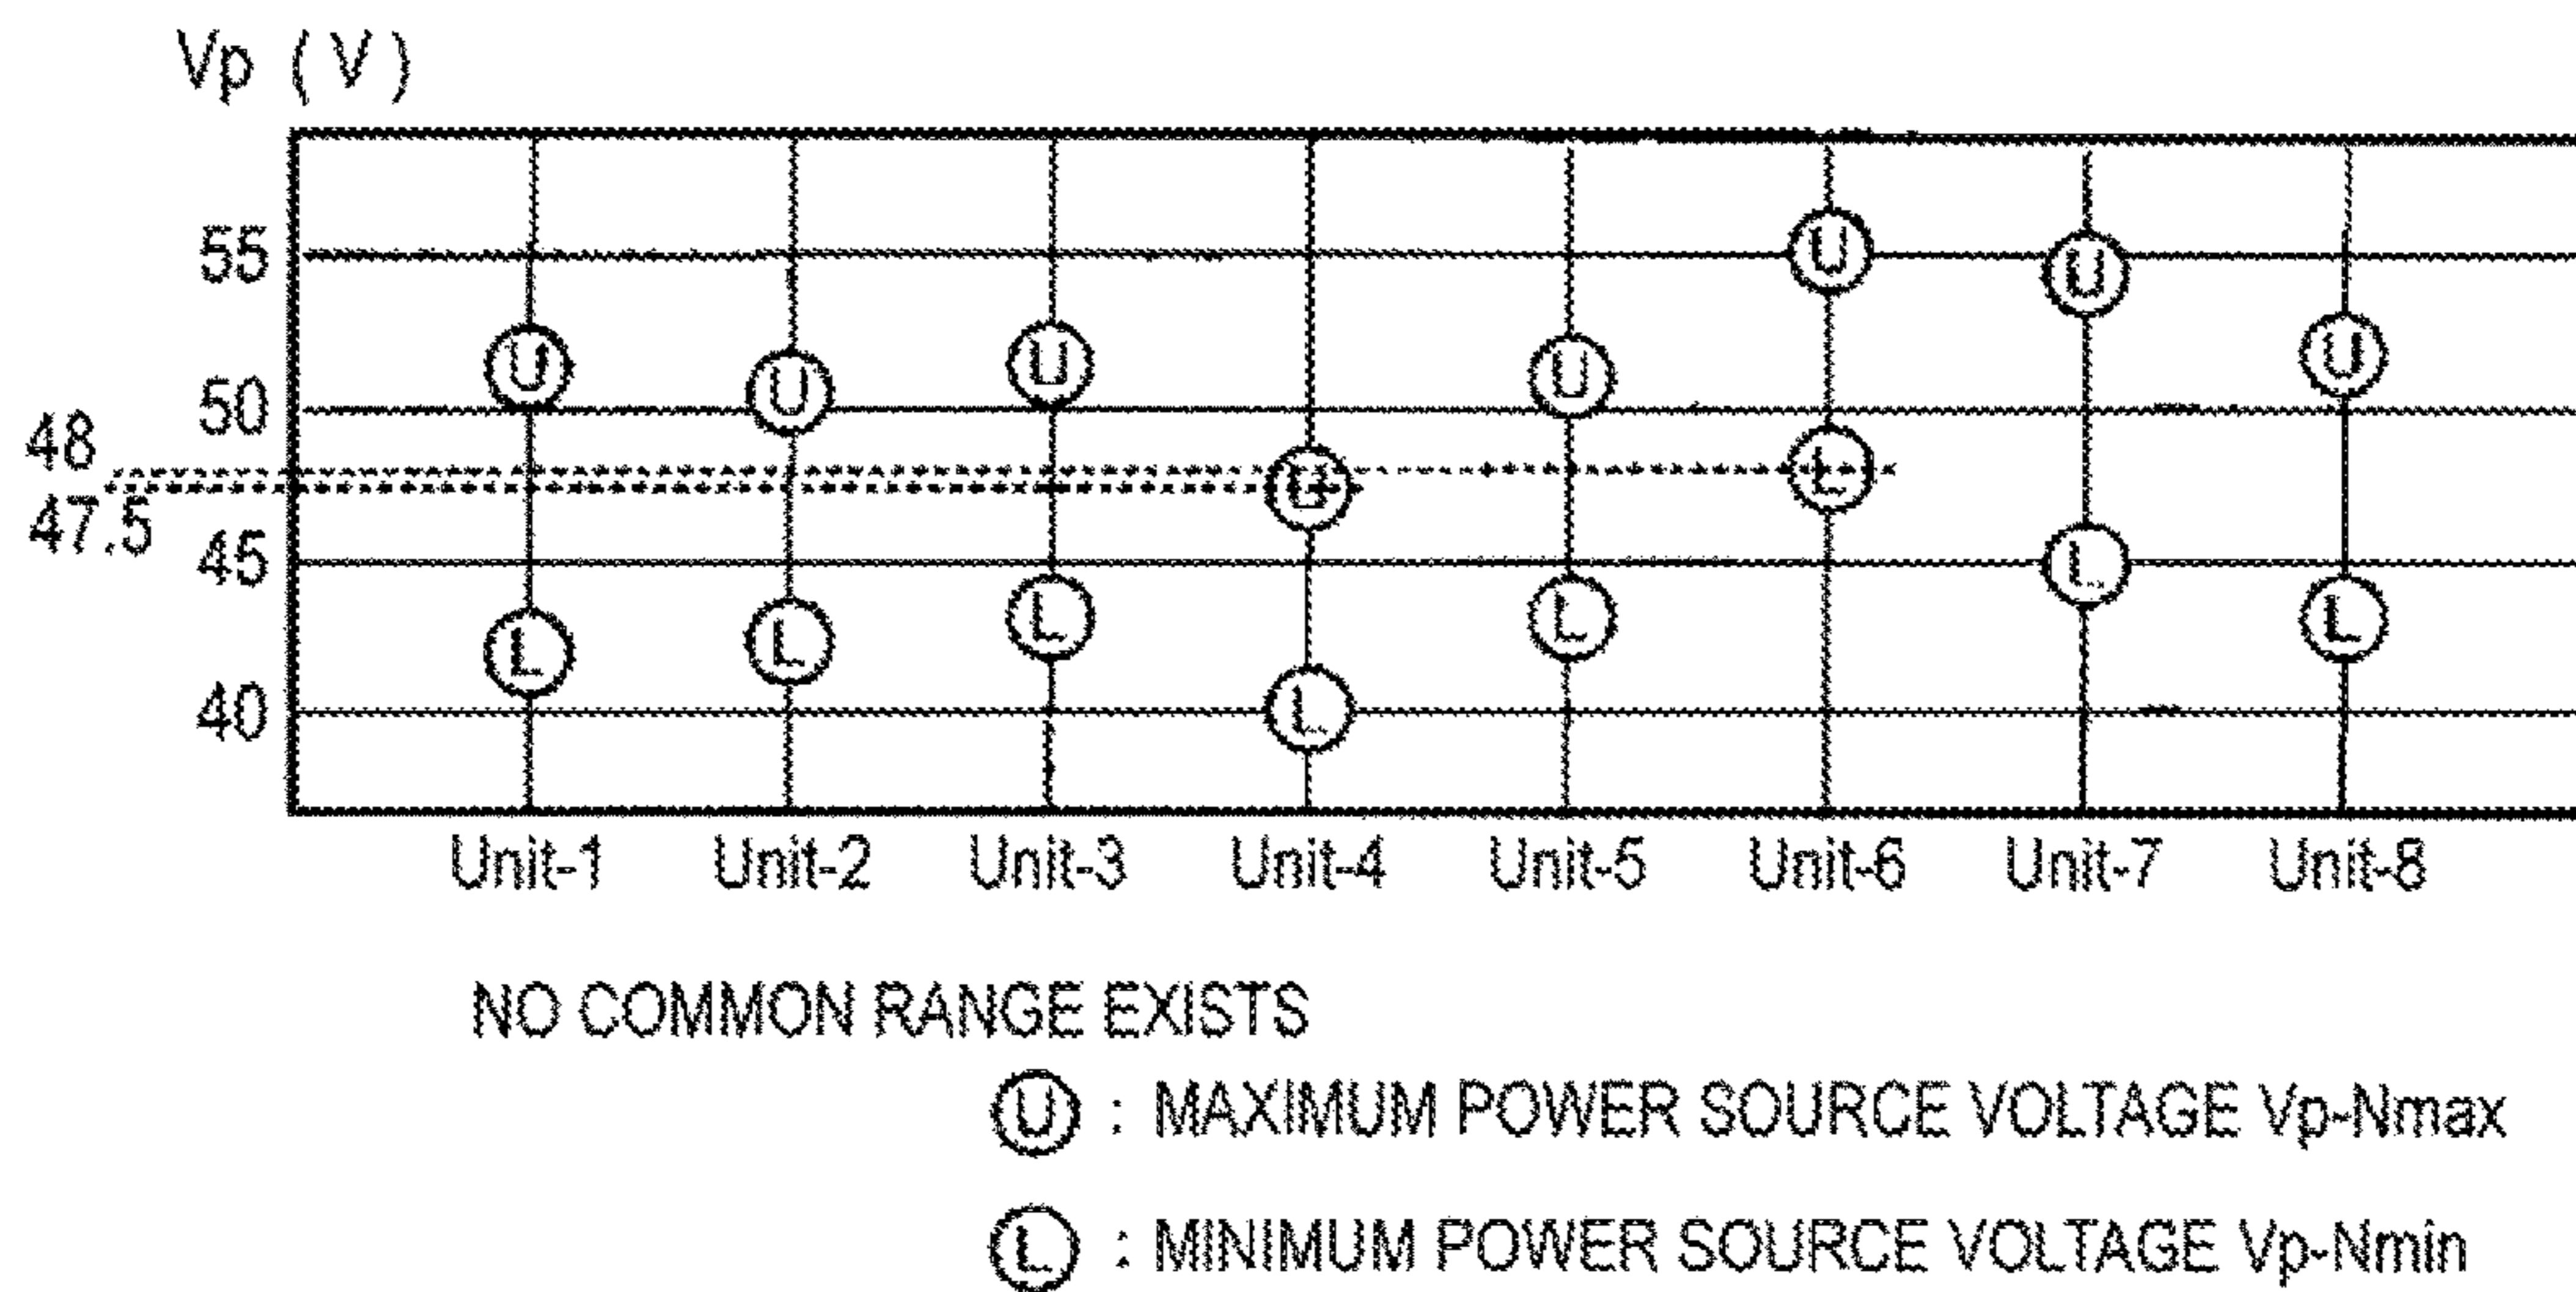 Vp ( V )
55
50
48
47.5
45
40
U U U U U U U U
L L L L L L L L
Unit-1 Unit-2 Unit-3 Unit-4 Unit-5 Unit-6 Unit-7 Unit-8
NO COMMON RANGE EXISTS
U : MAXIMUM POWER SOURCE VOLTAGE Vp-Nmax
L : MINIMUM POWER SOURCE VOLTAGE Vp-Nmin